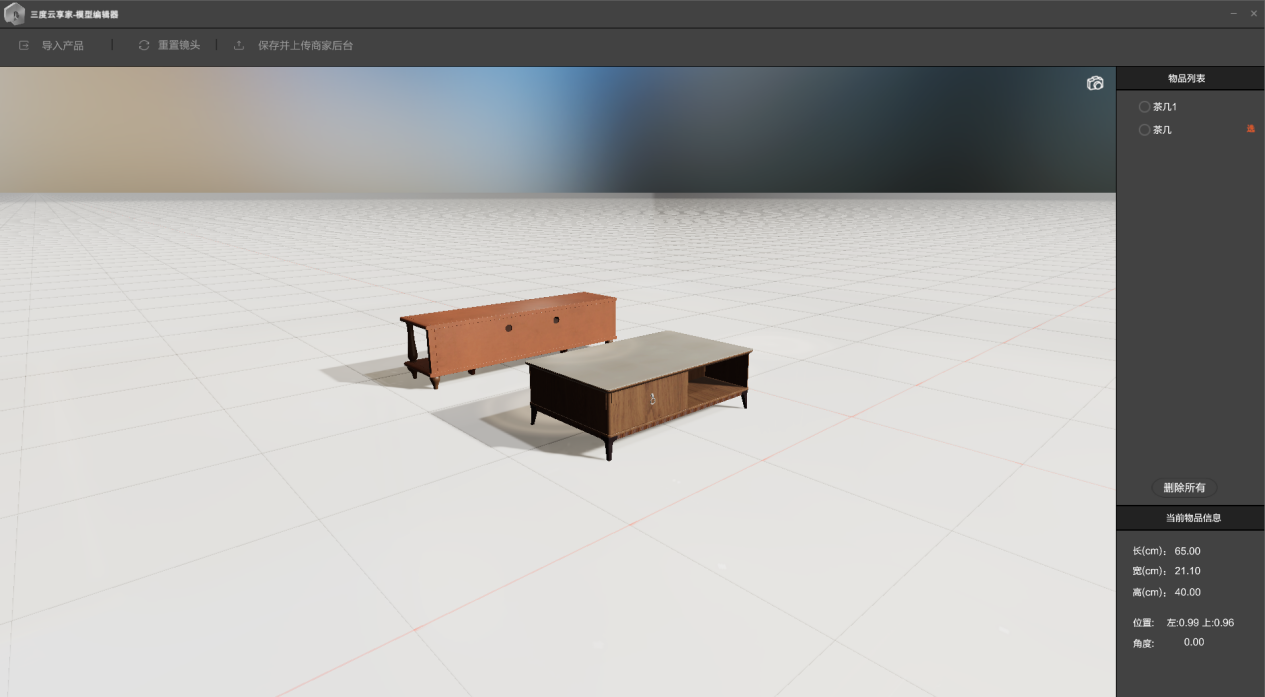 三度云享家-模型编辑器
导入产品
重置镜头
保存并上传商家后台
物品列表
茶几1
茶几
删除所有
当前物品信息
长(cm)： 65.00
宽(cm)： 21.10
高(cm)： 40.00
位置: 左:0.99 上:0.96
角度: 0.00